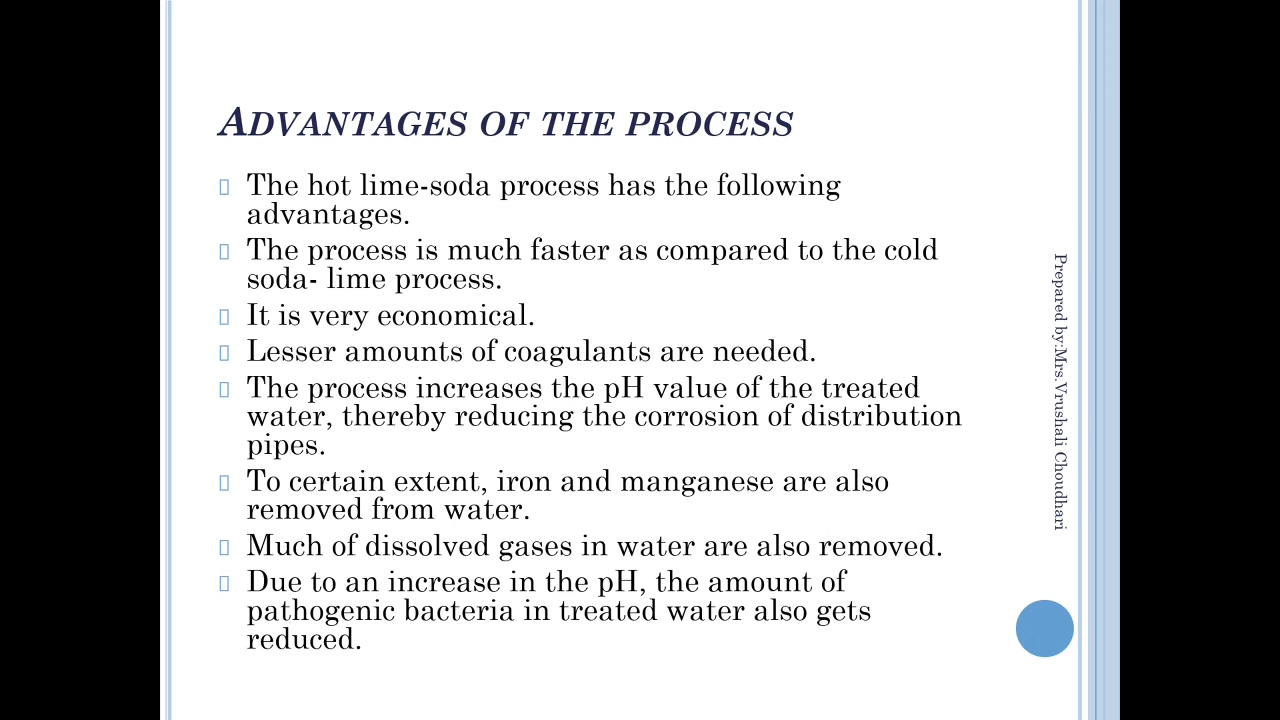 ADVANTAGES OF THE PROCESS
The hot lime-soda process has the following
advantages.
The process is much faster as compared to the cold
soda- lime process.
It is very economical.
Lesser amounts of coagulants are needed.
The process increases the pH value of the treated
water, thereby reducing the corrosion of distribution
pipes.
To certain extent, iron and manganese are also
removed from water.
Much of dissolved gases in water are also removed.
Due to an increase in the pH, the amount of
pathogenic bacteria in treated water also gets
reduced.
Prepared by:Mrs.Vrushali Choudhari